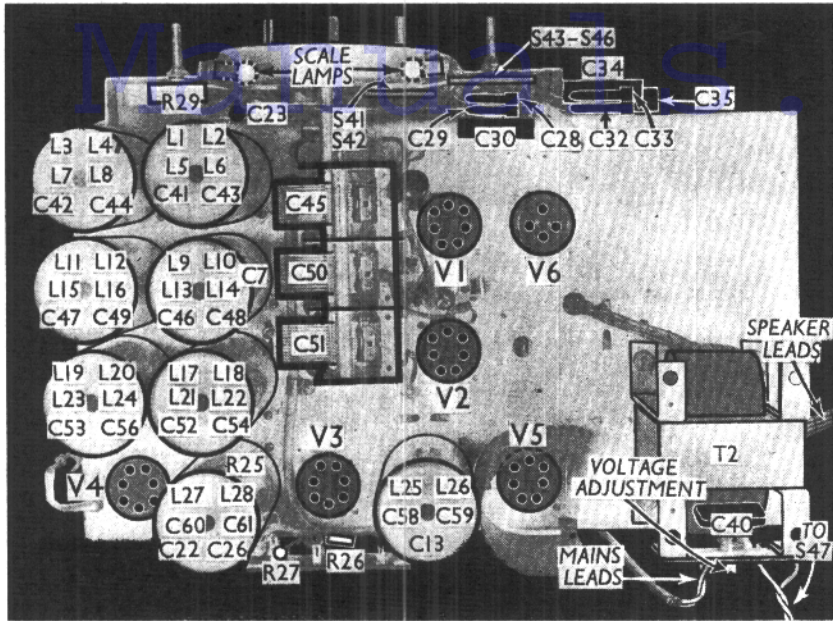 Manuals.
SCALE LAMPS
S43-S46
R29
C23
S41
S42
C34
C35
C29
C30
C28
C32
C33
L3 L4
L7 L8
C42 C44
L1 L2
L5 L6
C41 C43
C45
V1
V6
L11 L12
L15 L16
C47 C49
L9 L10
C7
L13 L14
C46 C48
C50
C51
V2
SPEAKER LEADS
L19 L20
L23 L24
C53 C56
L17 L18
L21 L22
C52 C54
V3
V5
T2
VOLTAGE ADJUSTMENT
V4
R25
L27 L28
C60 C61
C22 C26
L25 L26
C58 C59
C13
C40
TO S47
R27
R26
MAINS LEADS